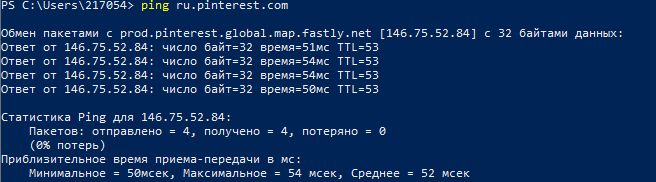 PS C:\Users\217054> ping ru.pinterest.com
Обмен пакетами с prod.pinterest.global.map.fastly.net [146.75.52.84] с 32 байтами данных:
Ответ от 146.75.52.84: число байт=32 время=51мс TTL=53
Ответ от 146.75.52.84: число байт=32 время=54мс TTL=53
Ответ от 146.75.52.84: число байт=32 время=54мс TTL=53
Ответ от 146.75.52.84: число байт=32 время=50мс TTL=53
Статистика Ping для 146.75.52.84:
Пакетов: отправлено = 4, получено = 4, потеряно = 0
(0% потерь)
Приблизительное время приема-передачи в мс:
Минимальное = 50мсек, Максимальное = 54 мсек, Среднее = 52 мсек